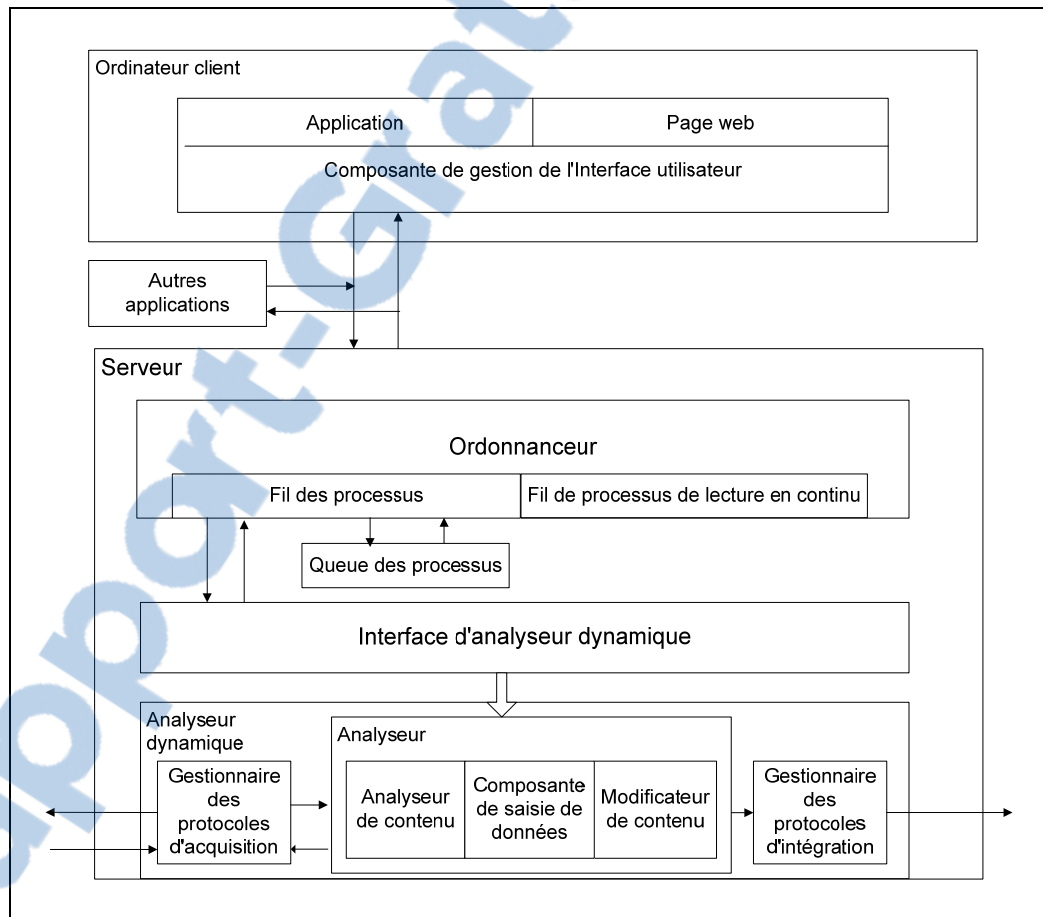 Ordinateur client
Application
Page web
Composante de gestion de l'Interface utilisateur
Autres
applications
Serveur
Ordonnanceur
Fil des processus
Fil de processus de lecture en continu
Queue des processus
Interface d'analyseur dynamique
Analyseur
dynamique
Gestionnaire
des
protocoles
d'acquisition
Analyseur
Analyseur
de contenu
Composante
de saisie de
données
Modificateur
de contenu
Gestionnaire
des
protocoles
d'intégration